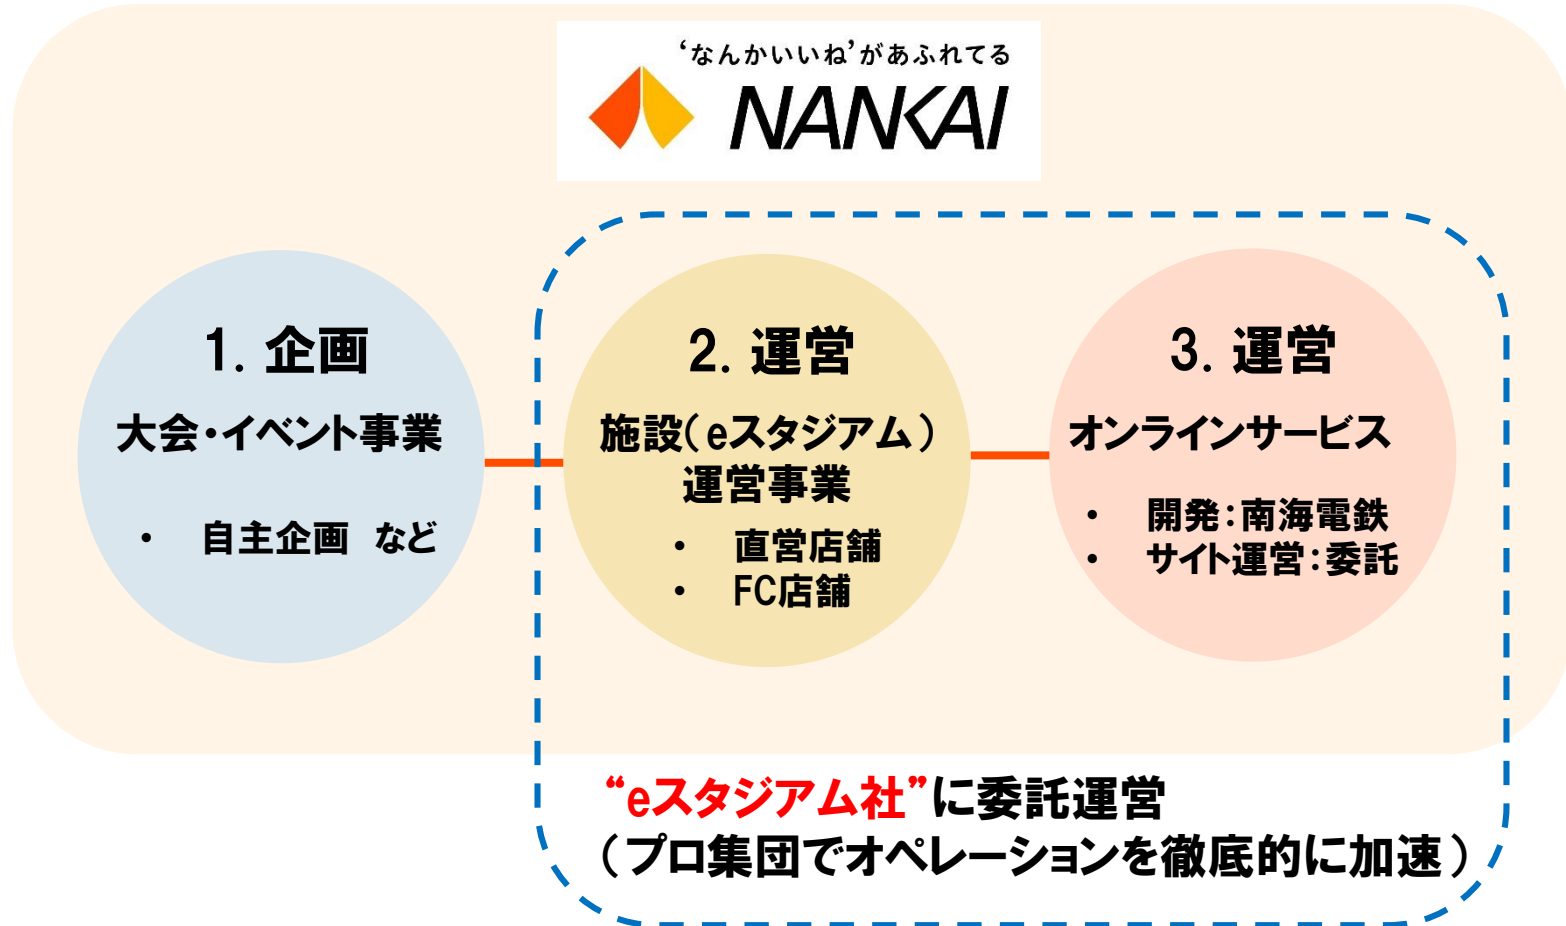 ‘なんかいいね’があふれてる
NANKAI
1. 企画
大会・イベント事業
・ 自主企画 など
2. 運営
施設(eスタジアム)
運営事業
・ 直営店舗
・ FC店舗
3. 運営
オンラインサービス
・ 開発:南海電鉄
・ サイト運営:委託
“eスタジアム社”に委託運営
(プロ集団でオペレーションを徹底的に加速)